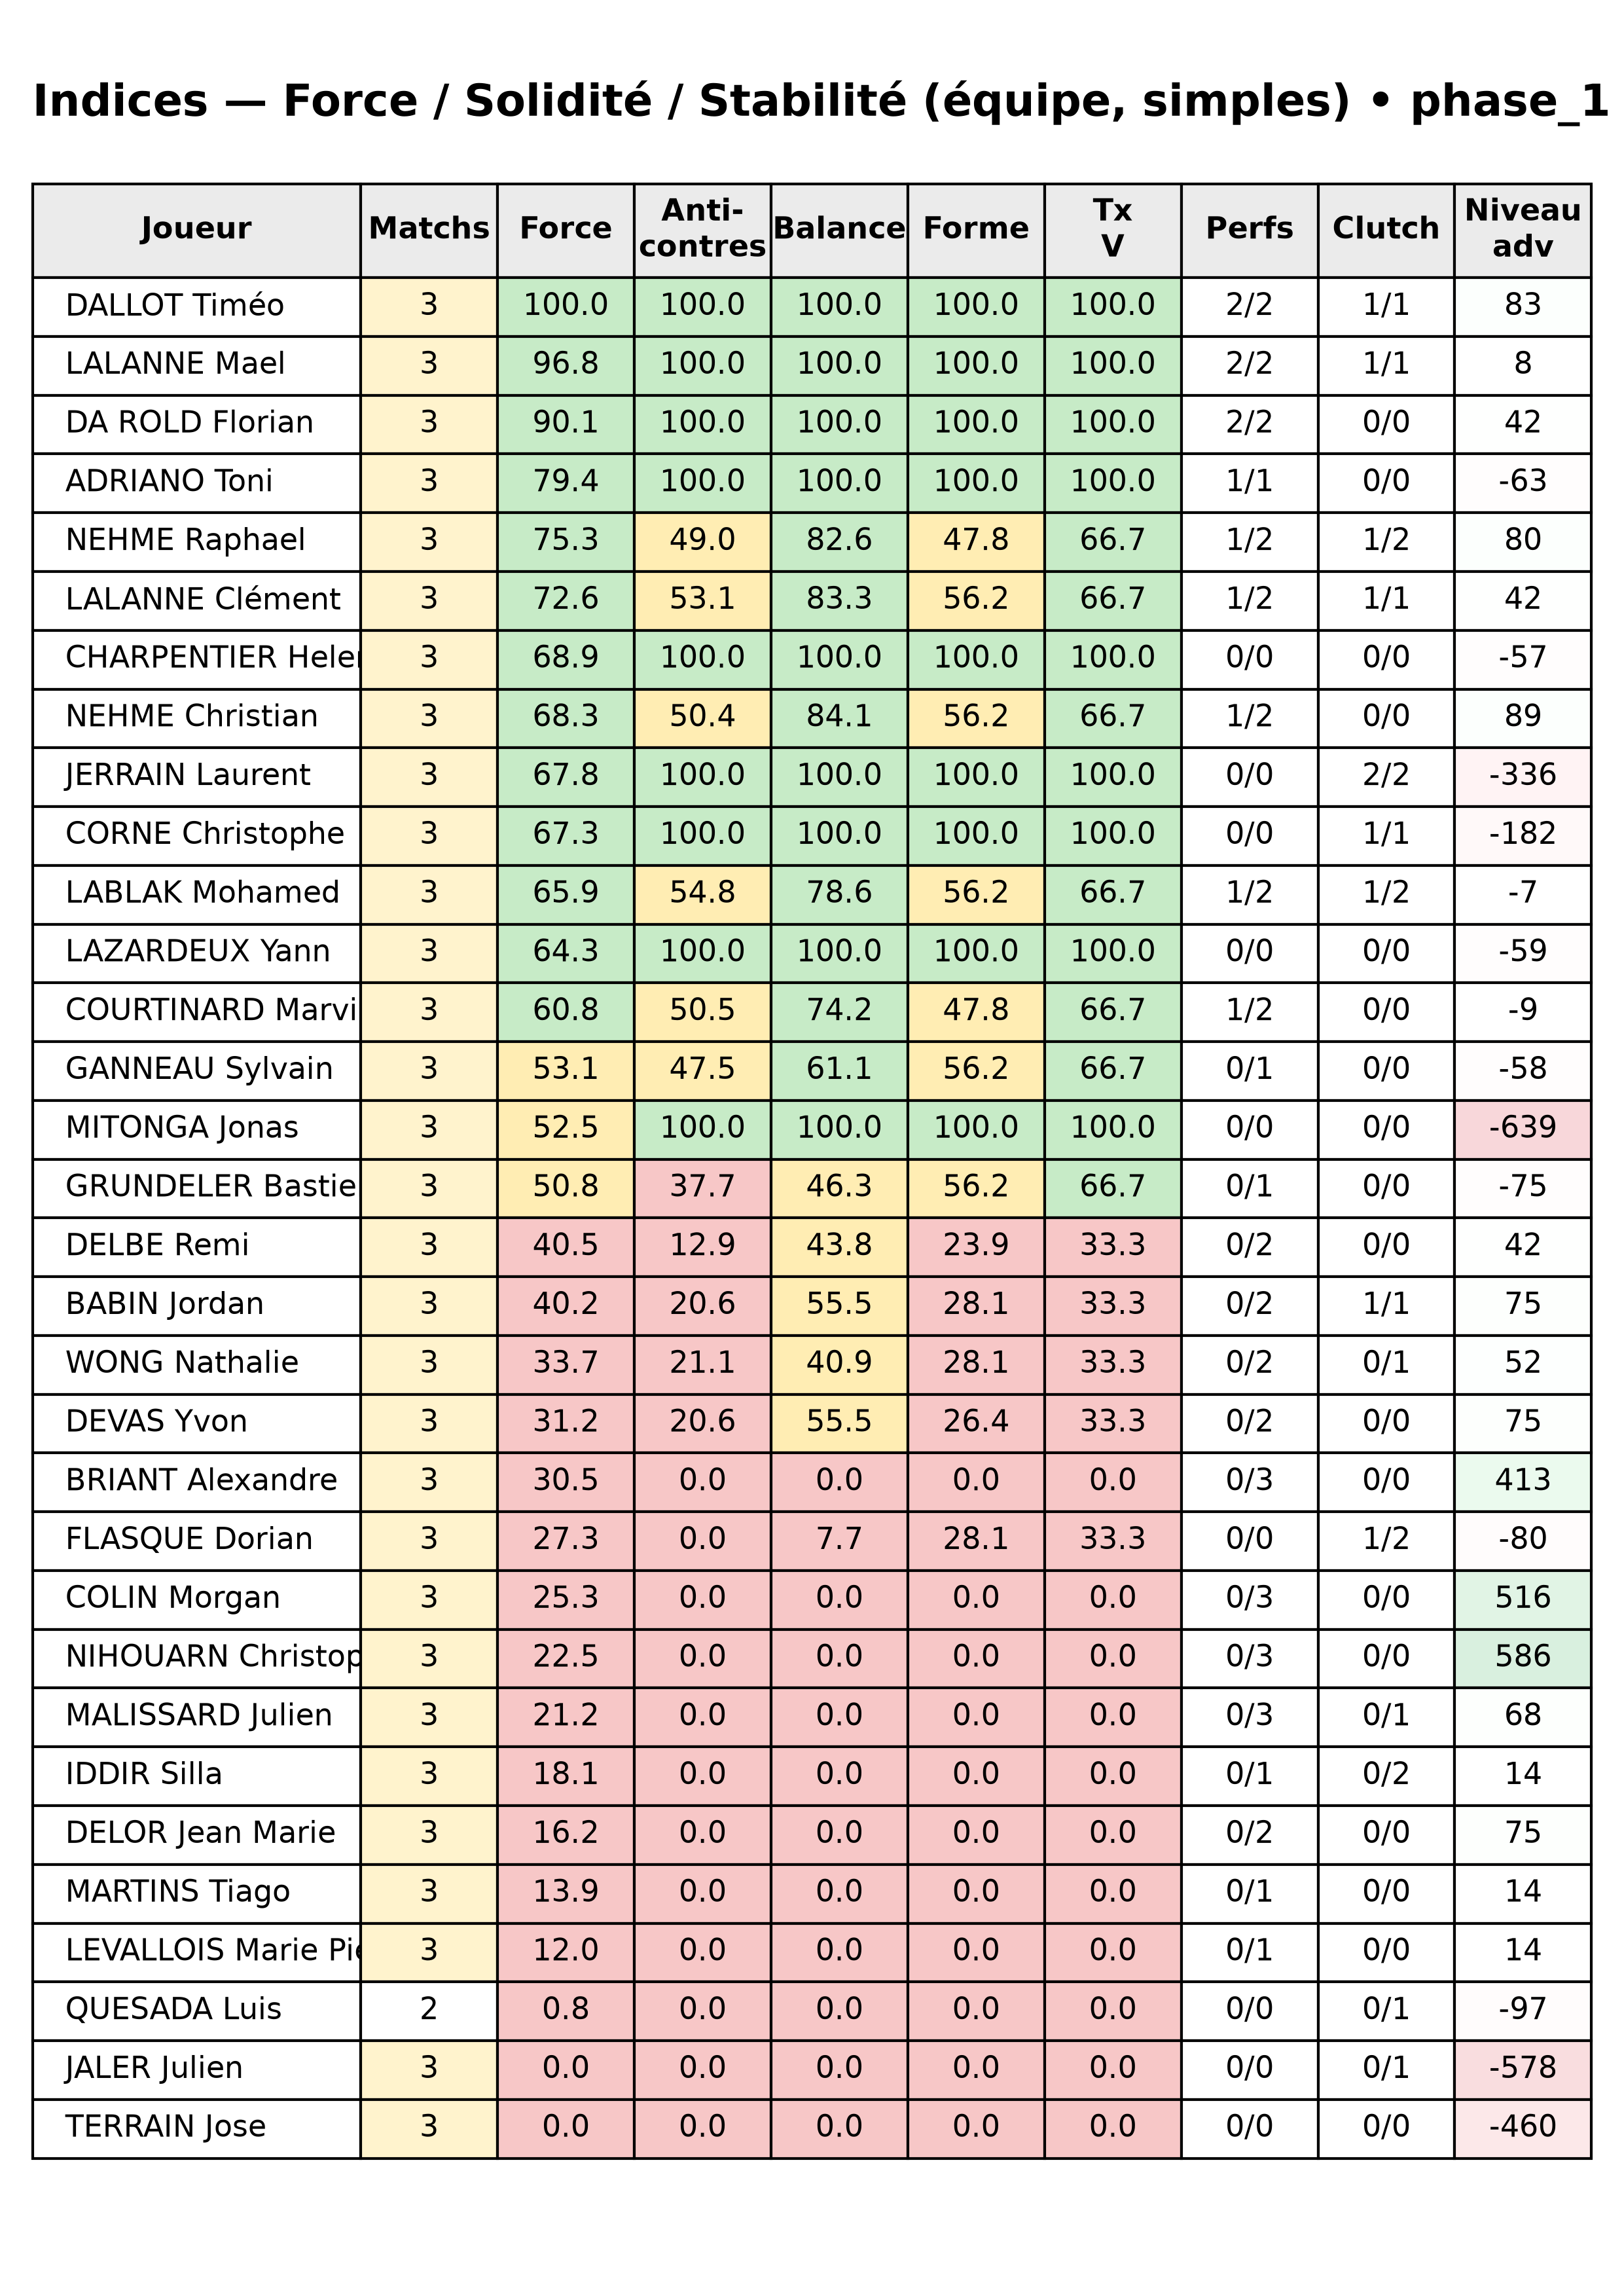 Indices — Force / Solidité / Stabilité (équipe, simples) • phase_1
Joueur Matchs Force Anti-contres Balance Forme Tx V Perfs Clutch Niveau adv
DALLOT Timéo 3 100.0 100.0 100.0 100.0 100.0 2/2 1/1 83
LALANNE Mael 3 96.8 100.0 100.0 100.0 100.0 2/2 1/1 8
DA ROLD Florian 3 90.1 100.0 100.0 100.0 100.0 2/2 0/0 42
ADRIANO Toni 3 79.4 100.0 100.0 100.0 100.0 1/1 0/0 -63
NEHME Raphael 3 75.3 49.0 82.6 47.8 66.7 1/2 1/2 80
LALANNE Clément 3 72.6 53.1 83.3 56.2 66.7 1/2 1/1 42
CHARPENTIER Heler 3 68.9 100.0 100.0 100.0 100.0 0/0 0/0 -57
NEHME Christian 3 68.3 50.4 84.1 56.2 66.7 1/2 0/0 89
JERRAIN Laurent 3 67.8 100.0 100.0 100.0 100.0 0/0 2/2 -336
CORNE Christophe 3 67.3 100.0 100.0 100.0 100.0 0/0 1/1 -182
LABLAK Mohamed 3 65.9 54.8 78.6 56.2 66.7 1/2 1/2 -7
LAZARDEUX Yann 3 64.3 100.0 100.0 100.0 100.0 0/0 0/0 -59
COURTINARD Marvi 3 60.8 50.5 74.2 47.8 66.7 1/2 0/0 -9
GANNEAU Sylvain 3 53.1 47.5 61.1 56.2 66.7 0/1 0/0 -58
MITONGA Jonas 3 52.5 100.0 100.0 100.0 100.0 0/0 0/0 -639
GRUNDELER Bastie 3 50.8 37.7 46.3 56.2 66.7 0/1 0/0 -75
DELBE Remi 3 40.5 12.9 43.8 23.9 33.3 0/2 0/0 42
BABIN Jordan 3 40.2 20.6 55.5 28.1 33.3 0/2 1/1 75
WONG Nathalie 3 33.7 21.1 40.9 28.1 33.3 0/2 0/1 52
DEVAS Yvon 3 31.2 20.6 55.5 26.4 33.3 0/2 0/0 75
BRIANT Alexandre 3 30.5 0.0 0.0 0.0 0.0 0/3 0/0 413
FLASQUE Dorian 3 27.3 0.0 7.7 28.1 33.3 0/0 1/2 -80
COLIN Morgan 3 25.3 0.0 0.0 0.0 0.0 0/3 0/0 516
NIHOUARN Christop 3 22.5 0.0 0.0 0.0 0.0 0/3 0/0 586
MALISSARD Julien 3 21.2 0.0 0.0 0.0 0.0 0/3 0/1 68
IDDIR Silla 3 18.1 0.0 0.0 0.0 0.0 0/1 0/2 14
DELOR Jean Marie 3 16.2 0.0 0.0 0.0 0.0 0/2 0/0 75
MARTINS Tiago 3 13.9 0.0 0.0 0.0 0.0 0/1 0/0 14
LEVALLOIS Marie Pie 3 12.0 0.0 0.0 0.0 0.0 0/1 0/0 14
QUESADA Luis 2 0.8 0.0 0.0 0.0 0.0 0/0 0/1 -97
JALER Julien 3 0.0 0.0 0.0 0.0 0.0 0/0 0/1 -578
TERRAIN Jose 3 0.0 0.0 0.0 0.0 0.0 0/0 0/0 -460